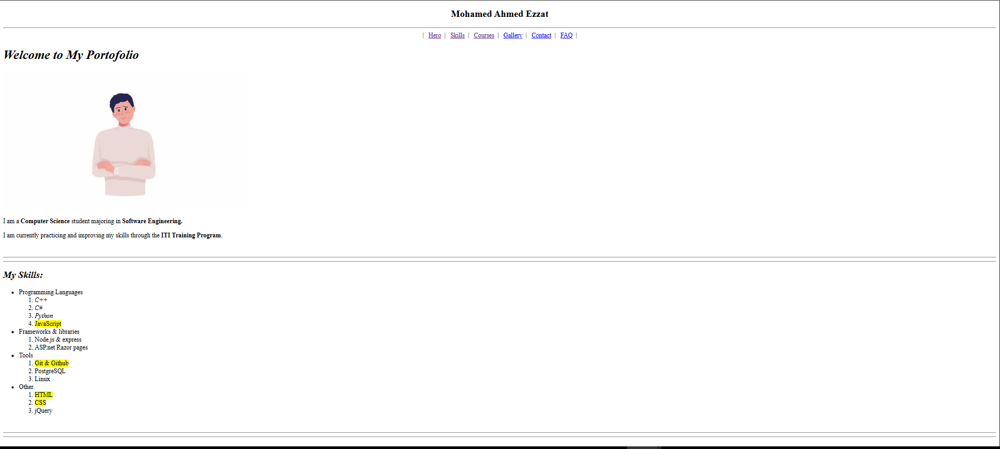 Mohamed Ahmed Ezzat
| Hero | Skills | Courses | Gallery | Contact | FAQ |
Welcome to My Portofolio
I am a Computer Science student majoring in Software Engineering.
I am currently practicing and improving my skills through the ITI Training Program.
My Skills:
• Programming Languages
1. C++
2. C#
3. Python
4. JavaScript
• Frameworks & libraries
1. Node.js & express
2. ASP.net Razor pages
• Tools
1. Git & Github
2. PostgreSQL
3. Linux
• Other
1. HTML
2. CSS
3. jQuery